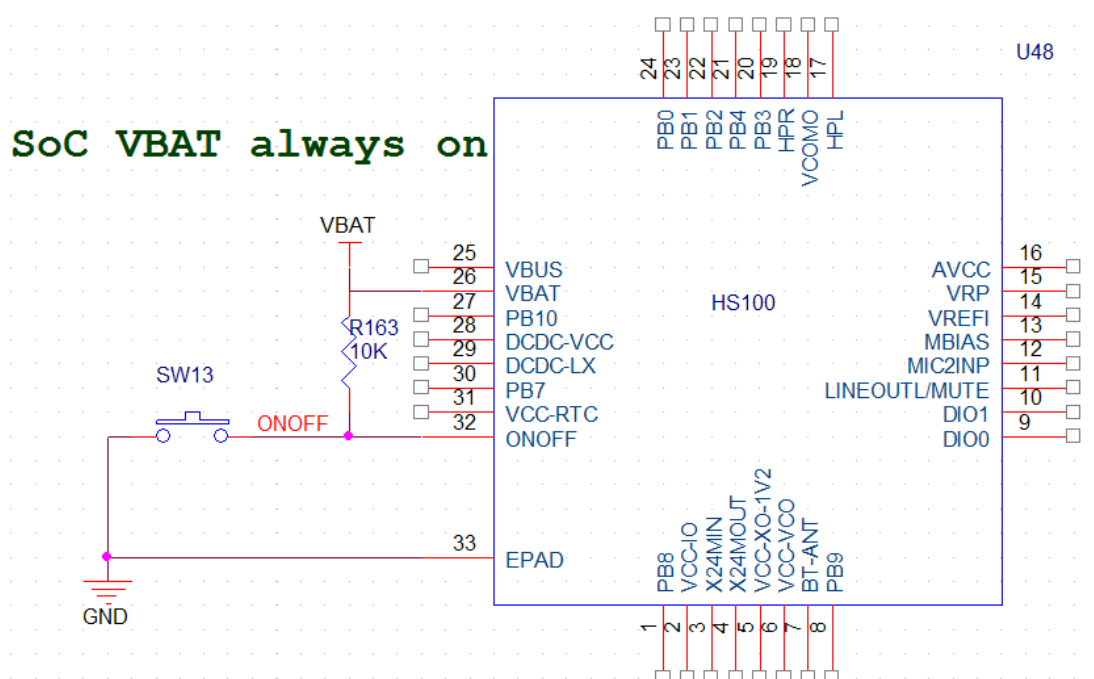 24
23
22
21
20
19
18
17
U48
PB0
PB1
PB2
PB4
PB3
HPR
VCOMO
HPL
SoC VBAT always on
VBAT
25
VBUS
26
VBAT
27
PB10
28
DCDC-VCC
29
DCDC-LX
30
PB7
31
VCC-RTC
32
ONOFF
33
EPAD
R163
10K
SW13
ONOFF
GND
HS100
16
AVCC
15
VRP
14
VREFI
13
MBIAS
12
MIC2INP
11
LINEOUTL/MUTE
10
DIO1
9
DIO0
PB8
VCC-IO
X24MIN
X24MOUT
VCC-XO-1V2
VCC-VCO
BT-ANT
PB9
1
2
3
4
5
6
7
8